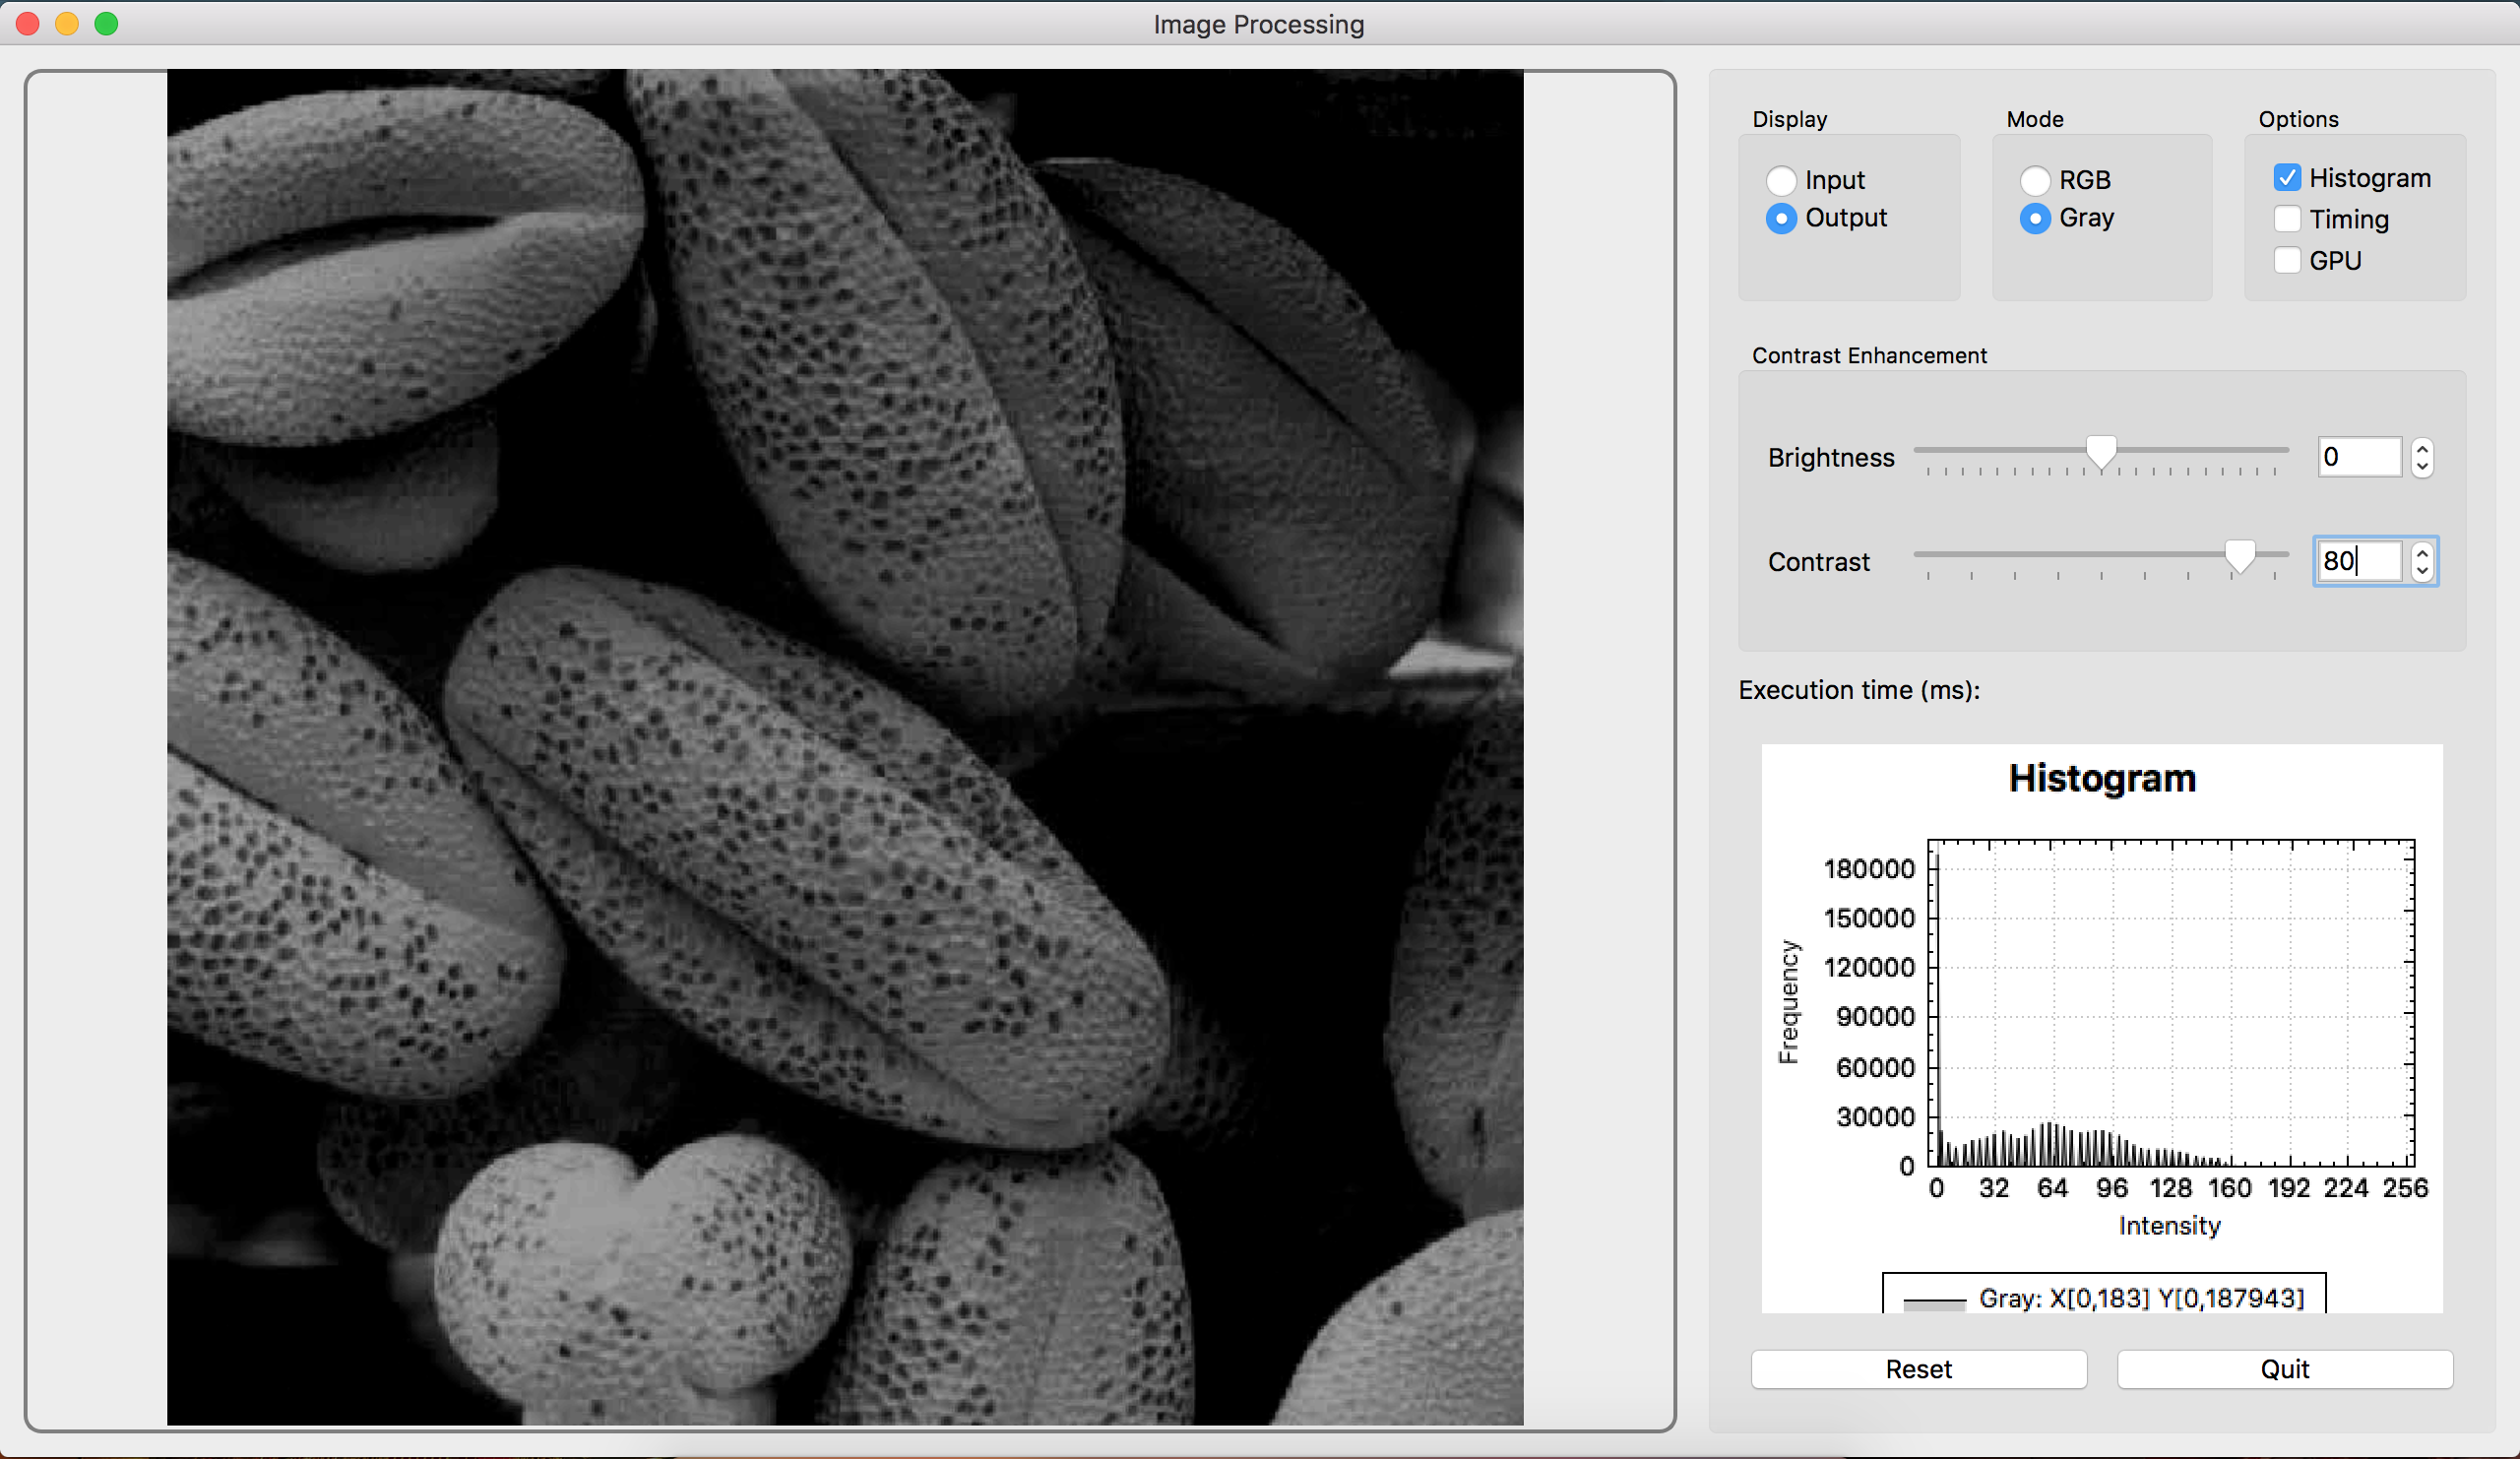 Image Processing
Display
Input
Output
Mode
RGB
Gray
Options
Histogram
Timing
GPU
Contrast Enhancement
Brightness 0
Contrast 80
Execution time (ms):
Histogram
180000
150000
120000
90000
60000
30000
0
Frequency
0 32 64 96 128 160 192 224 256
Intensity
Gray: X[0,183] Y[0,187943]
Reset Quit